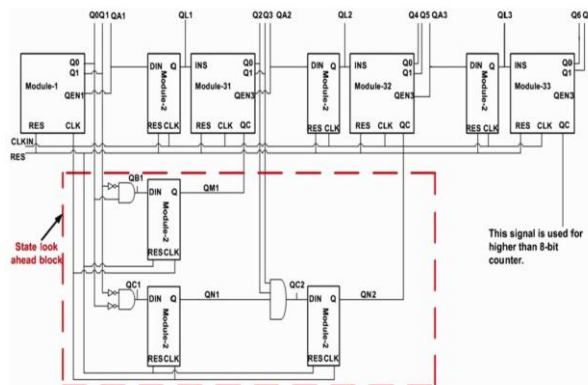 Q0 Q1 QA1 QL1 Q2 Q3 QA2 QL2 Q4 Q5 QA3 QL3 Q6 Q
Q0 Q1 QEN1 Module-1 RES CLK
DIN Q Module-2 RES CLK
INS Q0 Q1 Module-31 QEN3 RES CLK QC
DIN Q Module-2 RES CLK
INS Q0 Q1 Module-32 QEN3 RES CLK QC
DIN Q Module-2 RES CLK
INS Q0 Q1 Module-33 QEN3 RES CLK QC
CLKIN
RES
QB1 DIN Q QM1
Module-2
RES CLK
State look
ahead block
This signal is used for
higher than 8-bit
counter.
QC1 DIN Q QN1 QC2 DIN Q QN2
Module-2 Module-2
RES CLK RES CLK